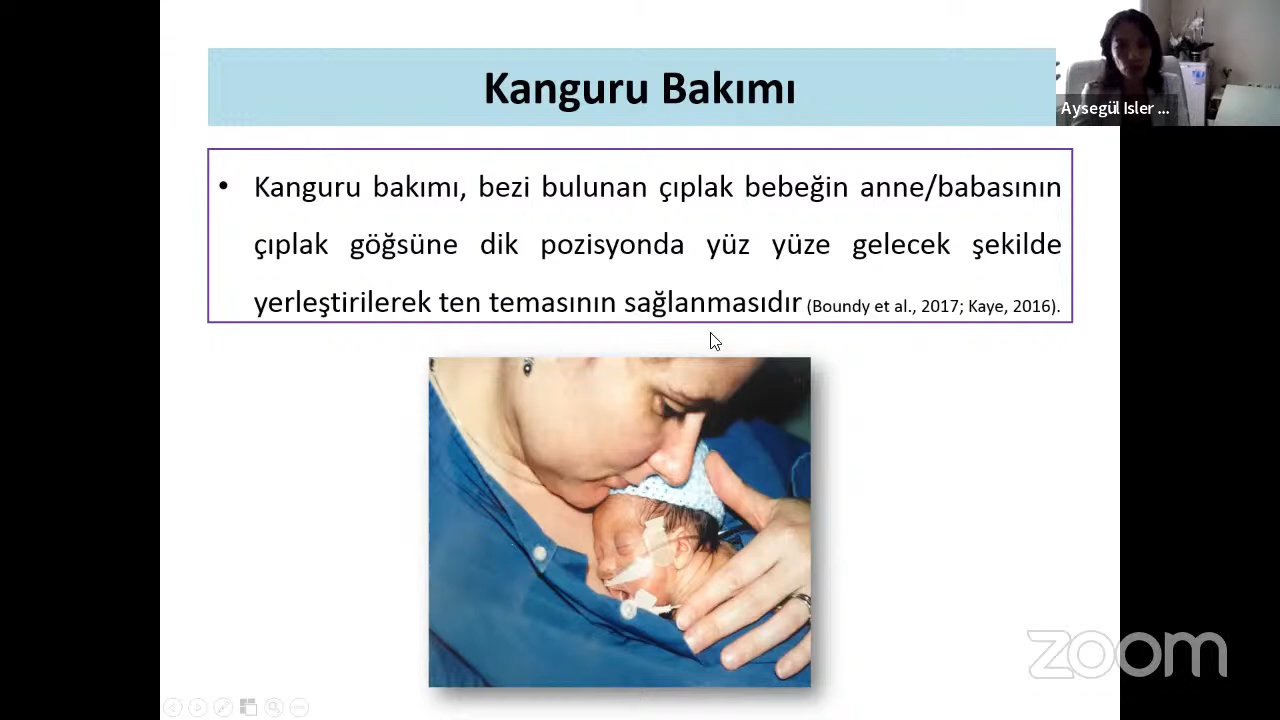 Kanguru Bakımı
Aysegül Isler ...
• Kanguru bakımı, bezi bulunan çıplak bebeğin anne/babasının
çıplak göğsüne dik pozisyonda yüz yüze gelecek şekilde
yerleştirilerek ten temasının sağlanmasıdır (Boundy et al., 2017; Kaye, 2016).
zoom